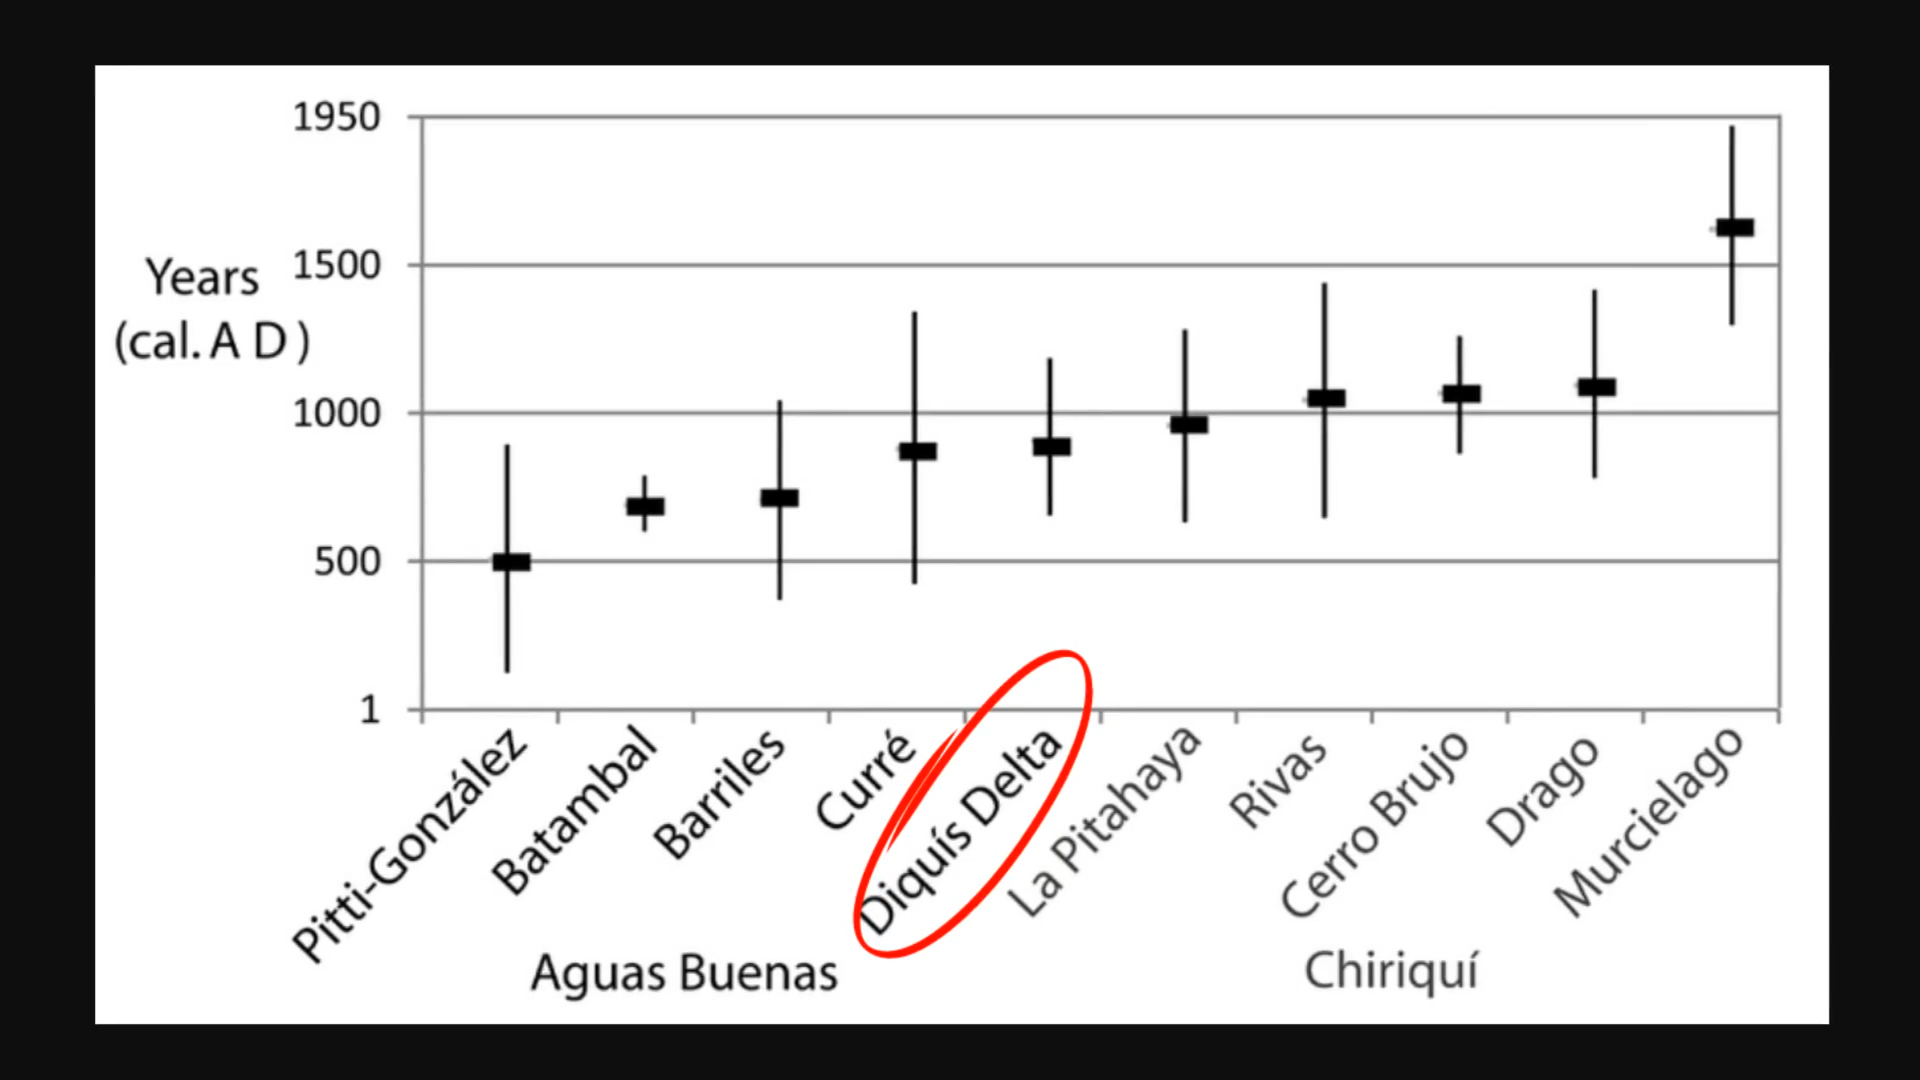 1950
Years
(cal. A D )
1500
1000
500
1
Pitti-González
Batambal
Barriles
Curré
Diquís Delta
La Pitahaya
Rivas
Cerro Brujo
Drago
Murcielago
Aguas Buenas
Chiriquí